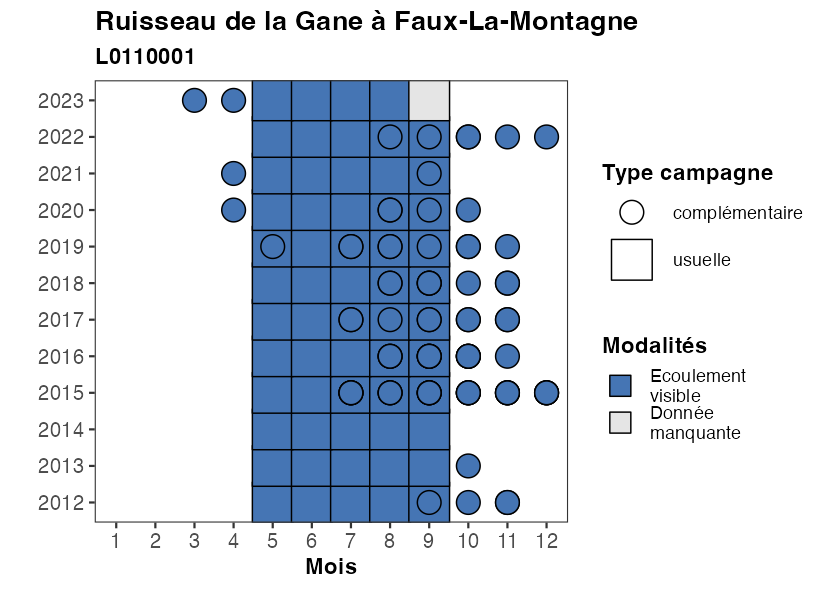 Ruisseau de la Gane à Faux-La-Montagne
L0110001
2023
2022
2021
2020
2019
2018
2017
2016
2015
2014
2013
2012
1 2 3 4 5 6 7 8 9 10 11 12
Mois
Type campagne
complémentaire
usuelle
Modalités
Ecoulement
visible
Donnée
manquante